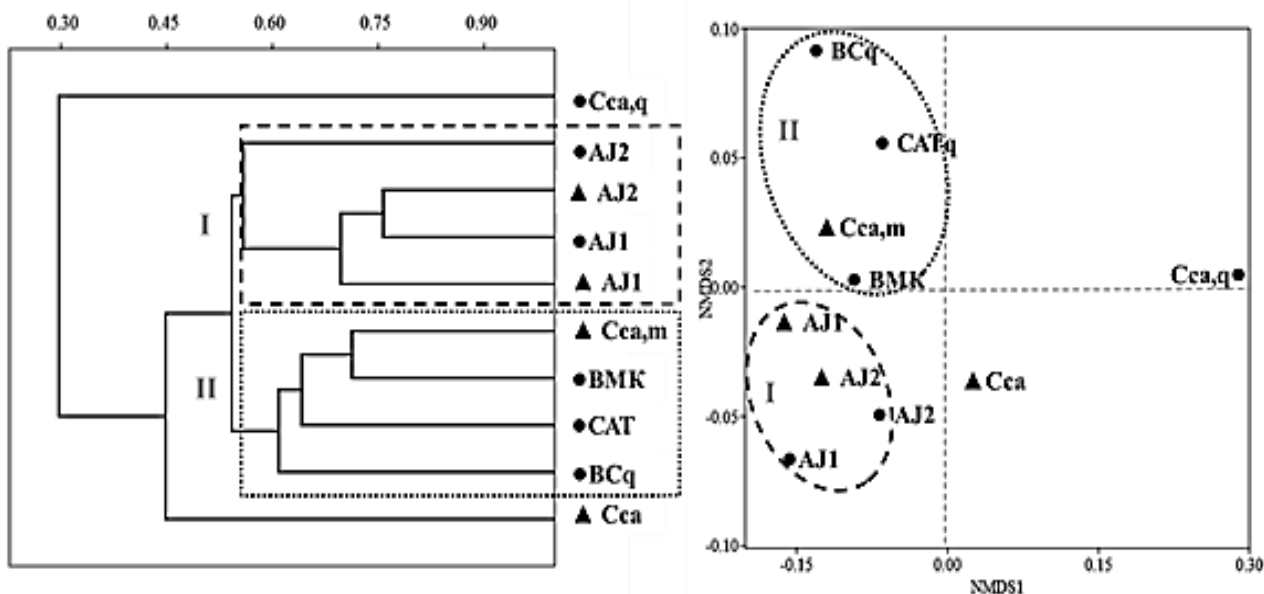 0.30 0.45 0.60 0.75 0.90
Cca,q
AJ2
AJ2
I
AJ1
AJ1
Cca,m
II
BMK
CAT
BCq
Cca
0.10
BCq
II
CATq
0.05
Cca,m
NMDS2
BMK
Cca,q
0.00
AJ1
AJ2
Cca
I
AJ2
-0.05
AJ1
-0.10
-0.15 0.00 0.15 0.30
NMDS1